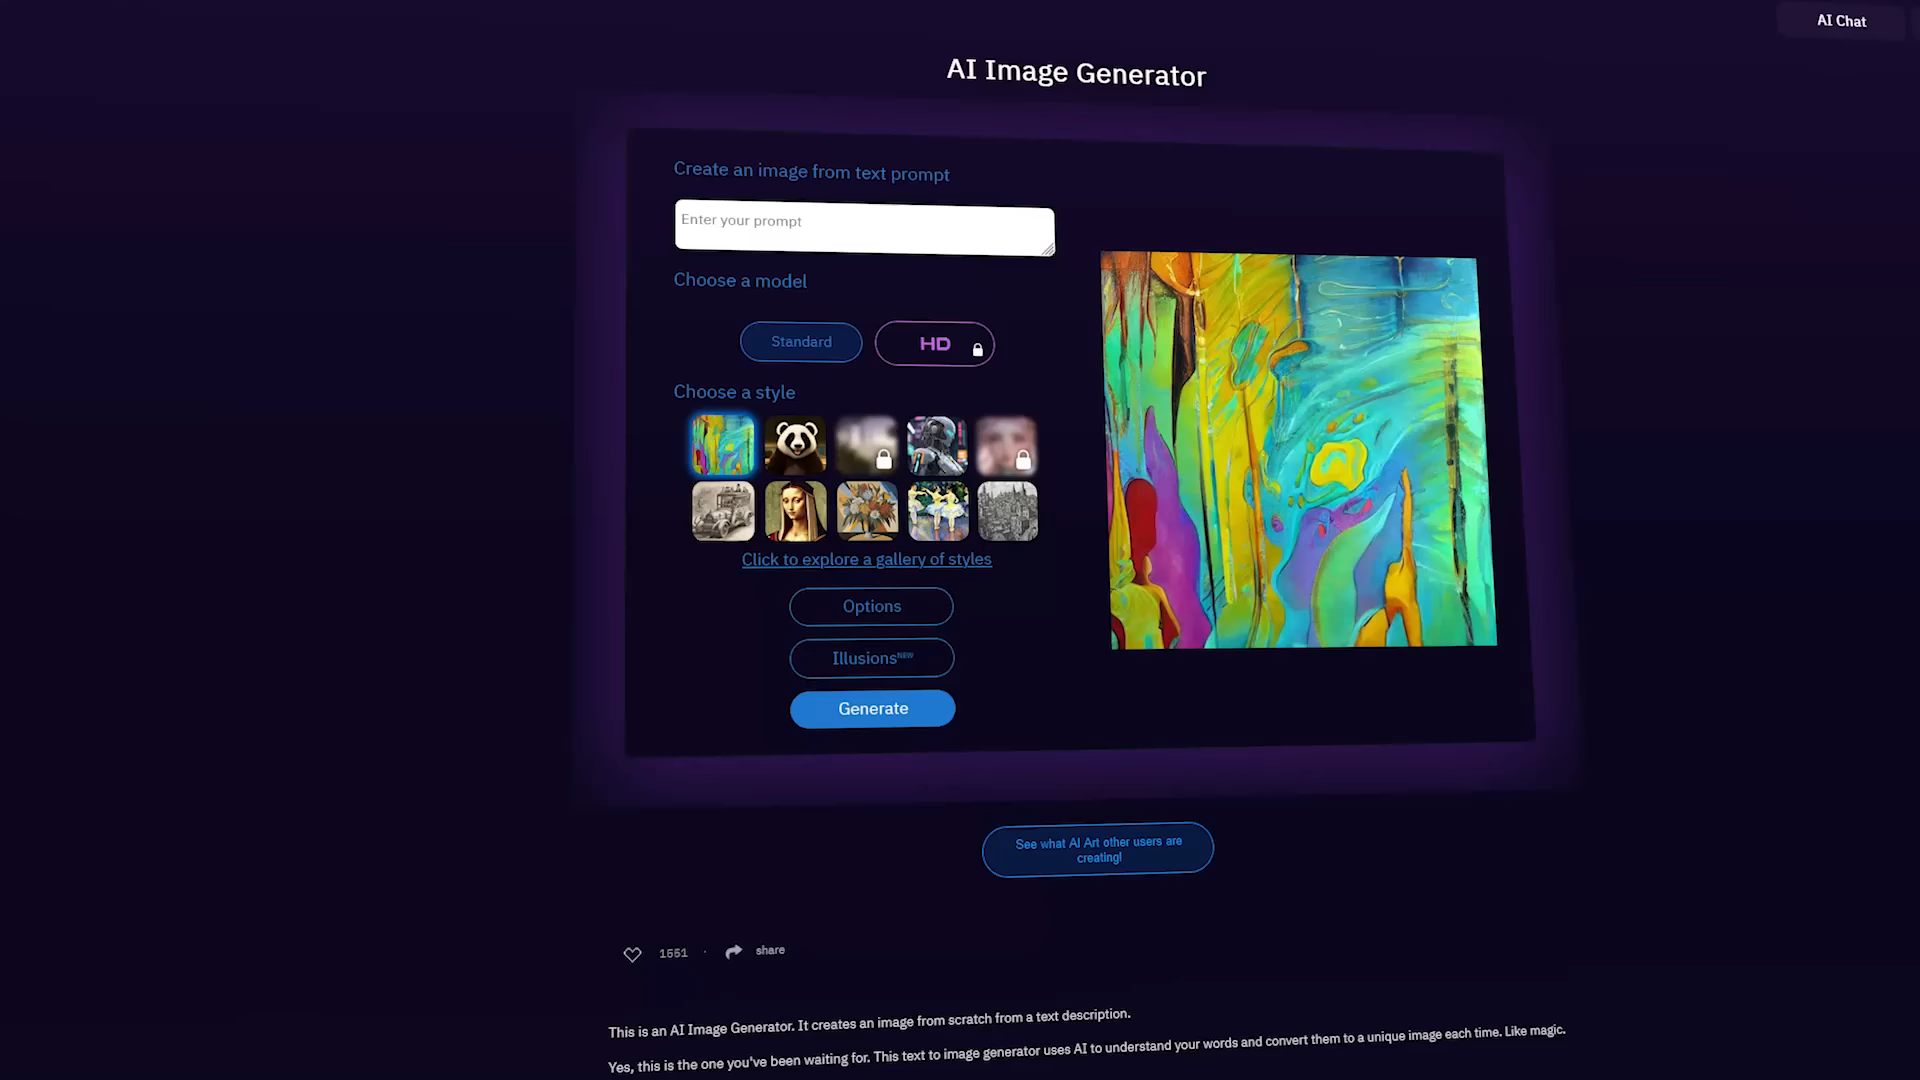 AI Chat
AI Image Generator
Create an image from text prompt
Enter your prompt
Choose a model
Standard
HD
Choose a style
Click to explore a gallery of styles
Options
Illusions NEW
Generate
See what AI Art other users are
creating!
1551 · share
This is an AI Image Generator. It creates an image from scratch from a text description.
Yes, this is the one you've been waiting for. This text to image generator uses AI to understand your words and convert them to a unique image each time. Like magic.